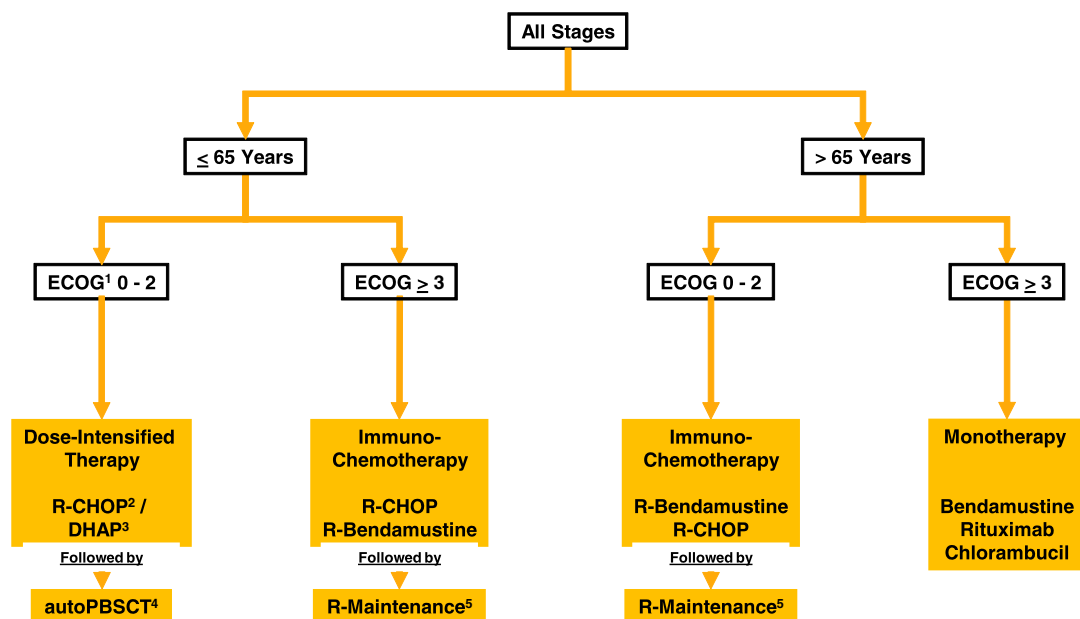 All Stages
≤ 65 Years
> 65 Years
ECOG¹ 0 - 2
ECOG ≥ 3
ECOG 0 - 2
ECOG ≥ 3
Dose-Intensified
Therapy
R-CHOP² /
DHAP³
Followed by
autoPBSCT⁴
Immuno-
Chemotherapy
R-CHOP
R-Bendamustine
Followed by
R-Maintenance⁵
Immuno-
Chemotherapy
R-Bendamustine
R-CHOP
Followed by
R-Maintenance⁵
Monotherapy
Bendamustine
Rituximab
Chlorambucil